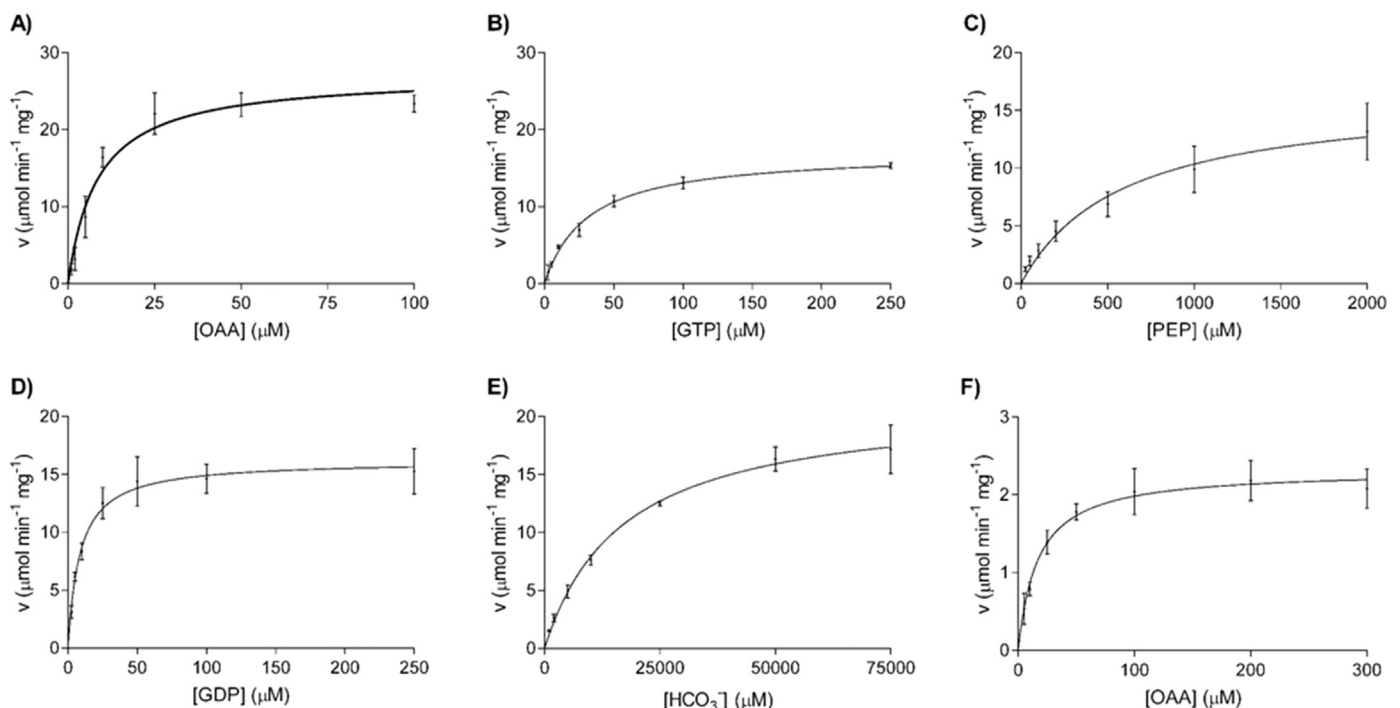 A)
v (μmol min⁻¹ mg⁻¹)
30
20
10
0
0 25 50 75 100
[OAA] (μM)
B)
v (μmol min⁻¹ mg⁻¹)
30
20
10
0
0 50 100 150 200 250
[GTP] (μM)
C)
v (μmol min⁻¹ mg⁻¹)
20
15
10
5
0
0 500 1000 1500 2000
[PEP] (μM)
D)
v (μmol min⁻¹ mg⁻¹)
20
15
10
5
0
0 50 100 150 200 250
[GDP] (μM)
E)
v (μmol min⁻¹ mg⁻¹)
20
15
10
5
0
0 25000 50000 75000
[HCO₃⁻] (μM)
F)
v (μmol min⁻¹ mg⁻¹)
3
2
1
0
0 100 200 300
[OAA] (μM)